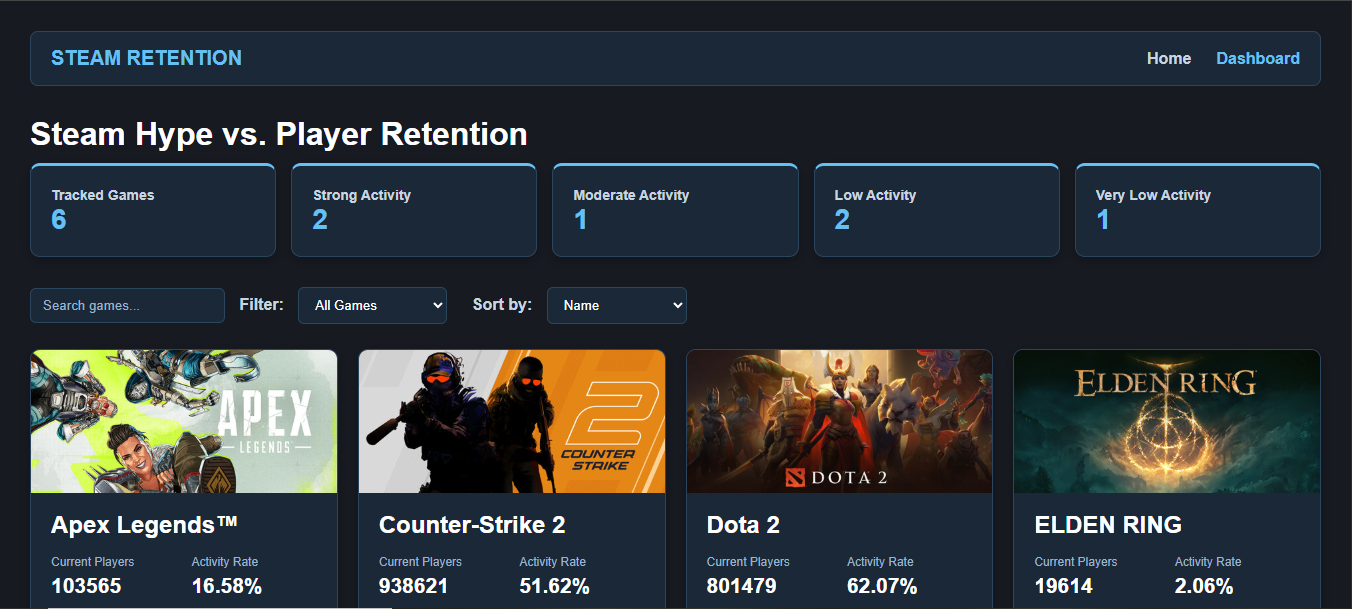 STEAM RETENTION
Home Dashboard
Steam Hype vs. Player Retention
Tracked Games
6
Strong Activity
2
Moderate Activity
1
Low Activity
2
Very Low Activity
1
Search games...
Filter:
All Games
Sort by:
Name
APEX
LEGENDS
Apex Legends™
Current Players Activity Rate
103565 16.58%
2
COUNTER
STRIKE
Counter-Strike 2
Current Players Activity Rate
938621 51.62%
DOTA 2
Dota 2
Current Players Activity Rate
801479 62.07%
ELDEN RING
ELDEN RING
Current Players Activity Rate
19614 2.06%